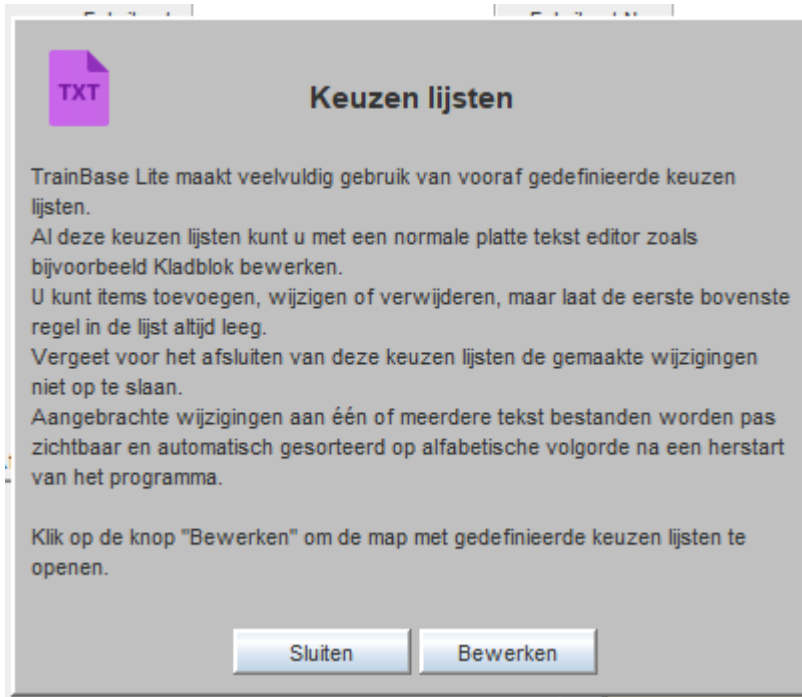 TXT
Keuzen lijsten
TrainBase Lite maakt veelvuldig gebruik van vooraf gedefinieerde keuzen
lijsten.
Al deze keuzen lijsten kunt u met een normale platte tekst editor zoals
bijvoorbeeld Kladblok bewerken.
U kunt items toevoegen, wijzigen of verwijderen, maar laat de eerste bovenste
regel in de lijst altijd leeg.
Vergeet voor het afsluiten van deze keuzen lijsten de gemaakte wijzigingen
niet op te slaan.
Aangebrachte wijzigingen aan één of meerdere tekst bestanden worden pas
zichtbaar en automatisch gesorteerd op alfabetische volgorde na een herstart
van het programma.
Klik op de knop "Bewerken" om de map met gedefinieerde keuzen lijsten te
openen.
Sluiten Bewerken